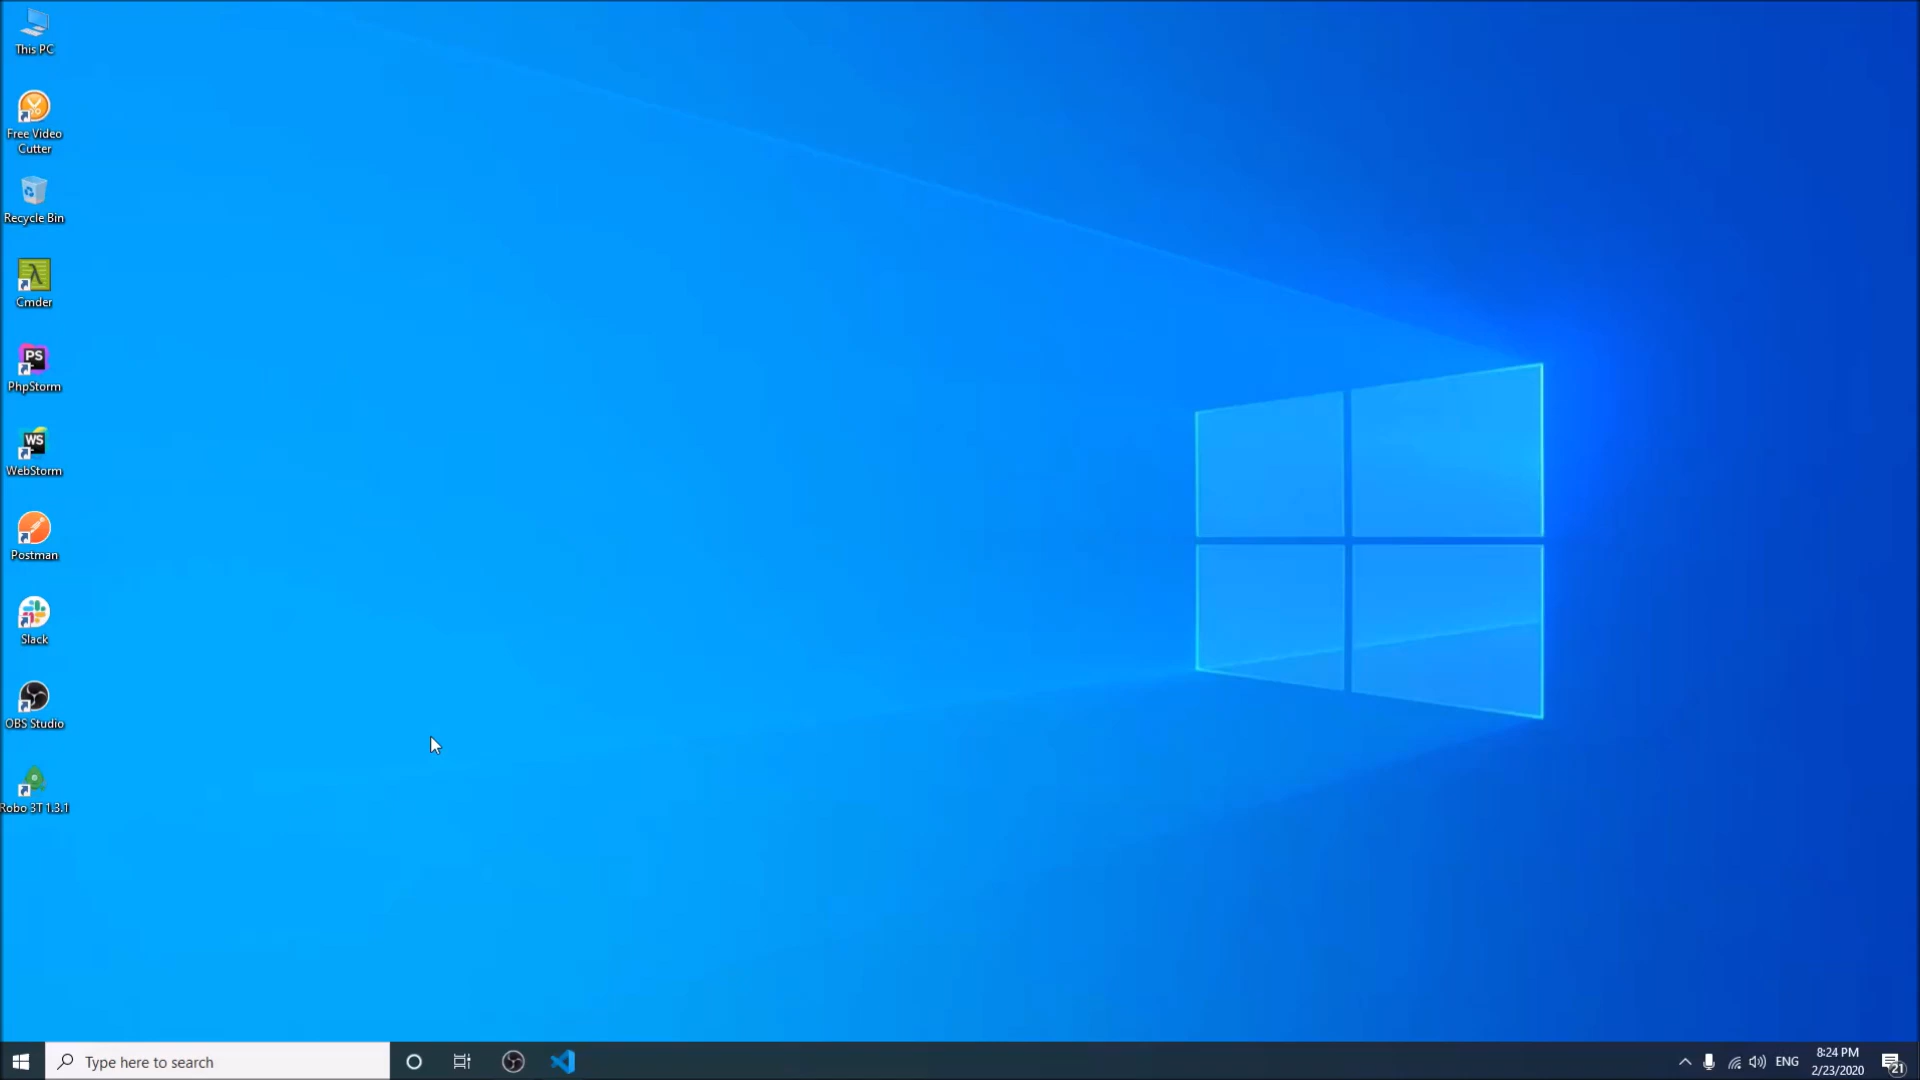 This PC
Free Video
Cutter
Recycle Bin
Cmder
PS
PhpStorm
WS
WebStorm
Postman
Slack
OBS Studio
Robo 3T 1.3.1
Type here to search
ENG
8:24 PM
2/23/2020
21